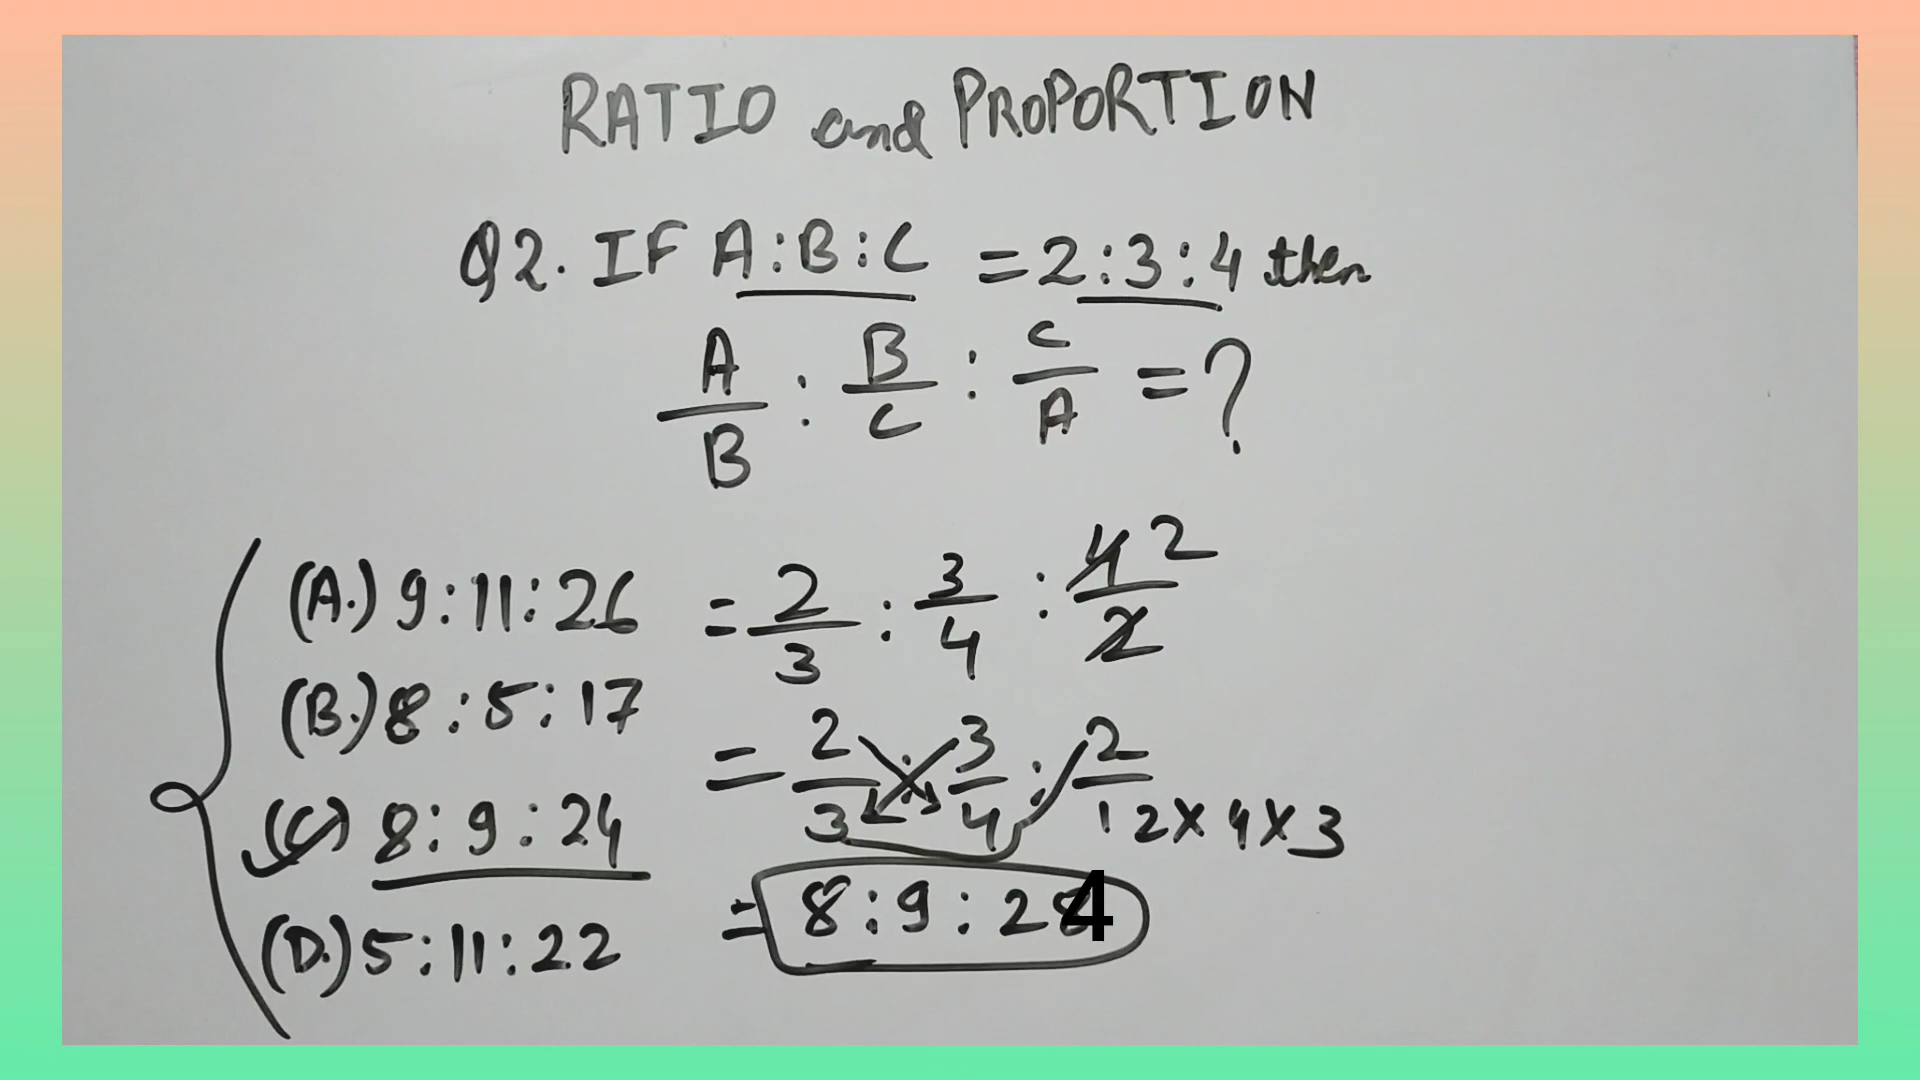 RATIO and PROPORTION
Q2. IF A:B:C = 2:3:4 then
A/B : B/C : C/A = ?
(A.) 9:11:26
(B.) 8:5:17
(C) 8:9:24
(D.) 5:11:22
= 2/3 : 3/4 : 4/2 2
= 2/3 : 3/4 : 2/1 2×4×3
= 8:9:24